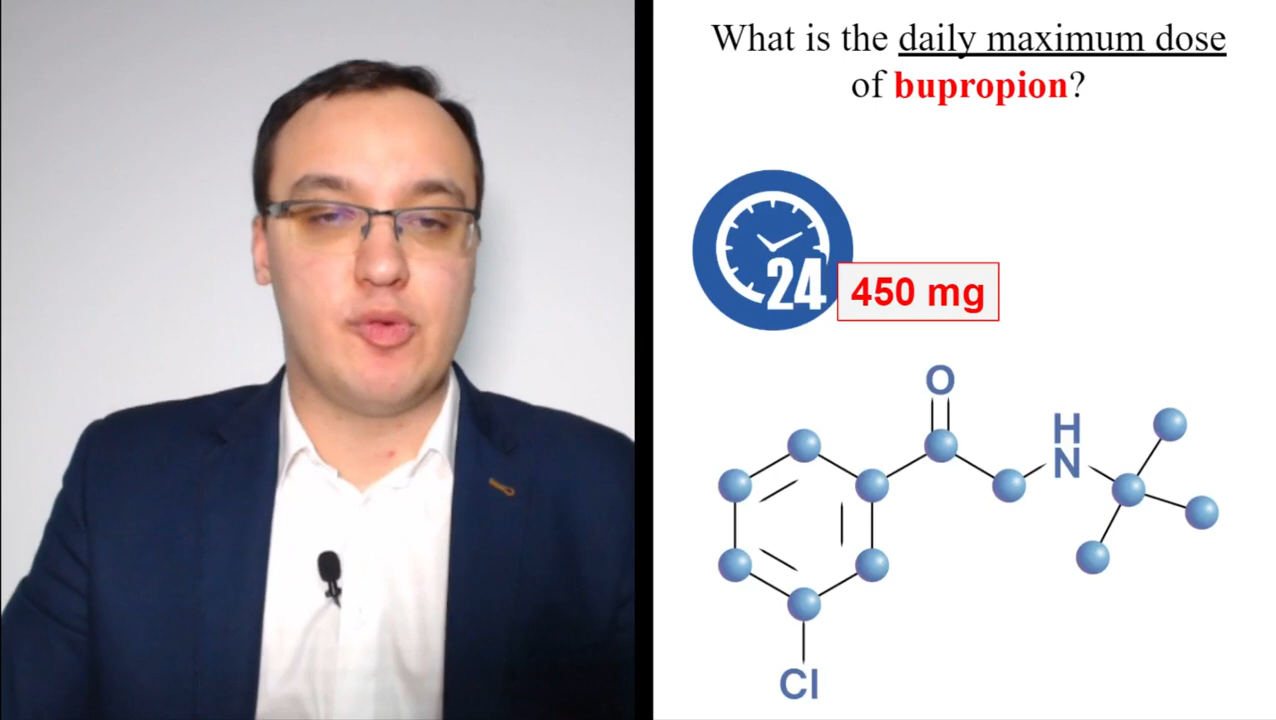 What is the daily maximum dose
of bupropion?
24
450 mg
O
H
N
Cl